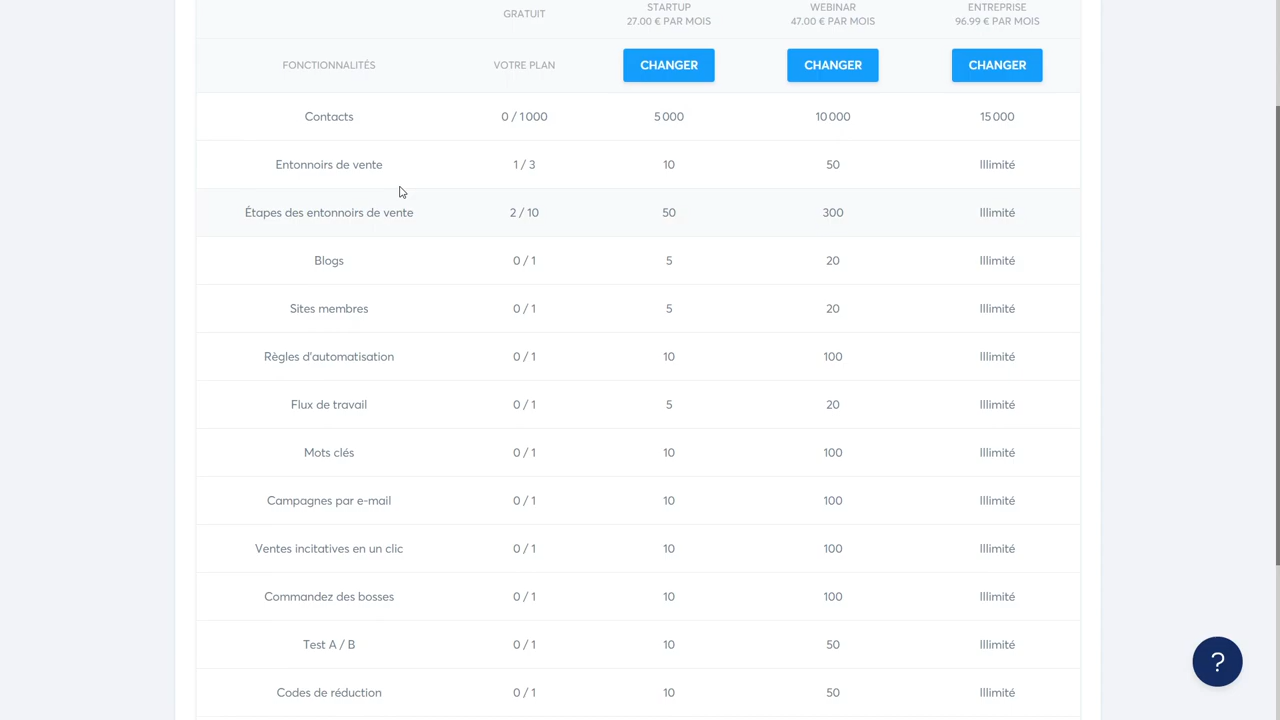 GRATUIT STARTUP WEBINAR ENTREPRISE
27.00 € PAR MOIS 47.00 € PAR MOIS 96.99 € PAR MOIS
FONCTIONNALITÉS VOTRE PLAN CHANGER CHANGER CHANGER
Contacts 0 / 1 000 5 000 10 000 15 000
Entonnoirs de vente 1 / 3 10 50 Illimité
Étapes des entonnoirs de vente 2 / 10 50 300 Illimité
Blogs 0 / 1 5 20 Illimité
Sites membres 0 / 1 5 20 Illimité
Règles d'automatisation 0 / 1 10 100 Illimité
Flux de travail 0 / 1 5 20 Illimité
Mots clés 0 / 1 10 100 Illimité
Campagnes par e-mail 0 / 1 10 100 Illimité
Ventes incitatives en un clic 0 / 1 10 100 Illimité
Commandez des bosses 0 / 1 10 100 Illimité
Test A / B 0 / 1 10 50 Illimité
Codes de réduction 0 / 1 10 50 Illimité
?